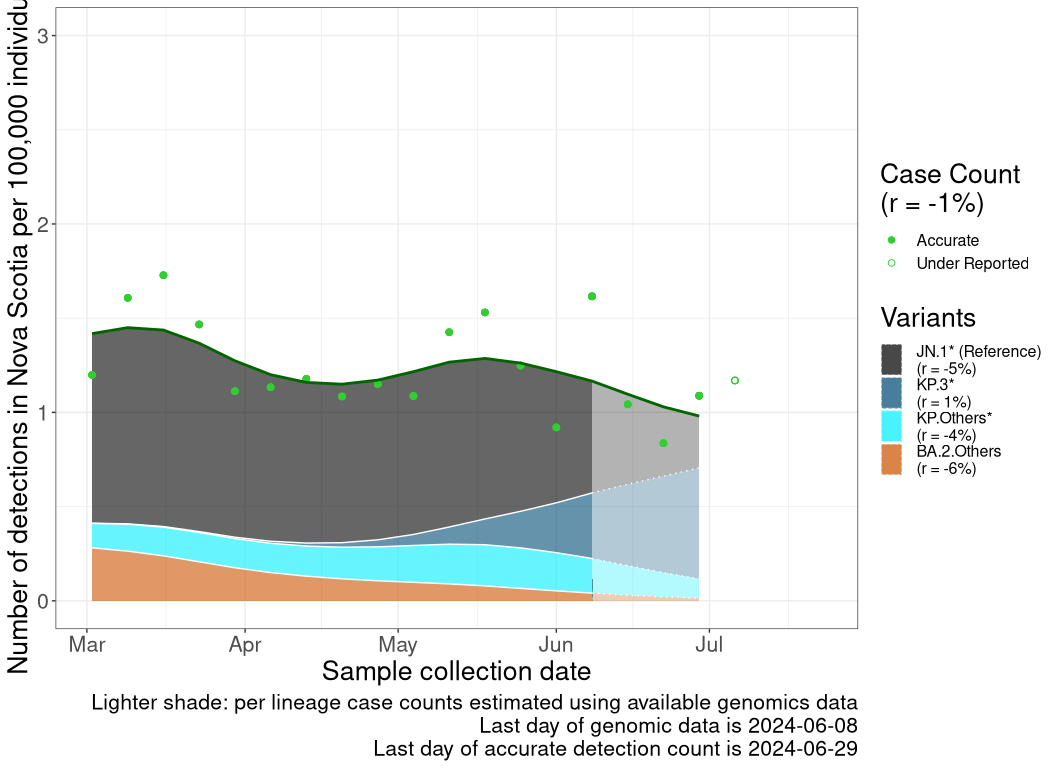 Number of detections in Nova Scotia per 100,000 individu
3
2
1
0
Mar Apr May Jun Jul
Sample collection date
Lighter shade: per lineage case counts estimated using available genomics data
Last day of genomic data is 2024-06-08
Last day of accurate detection count is 2024-06-29
Case Count
(r = -1%)
Accurate
Under Reported
Variants
JN.1* (Reference)
(r = -5%)
KP.3*
(r = 1%)
KP.Others*
(r = -4%)
BA.2.Others
(r = -6%)